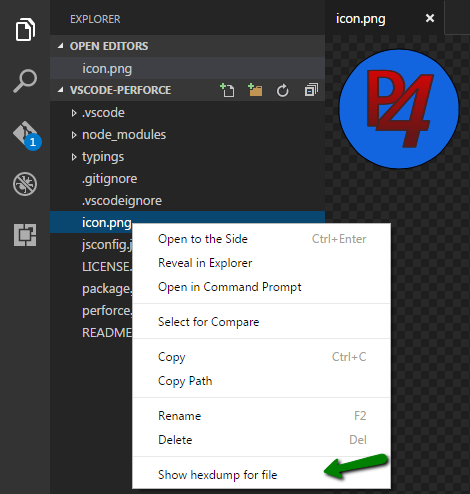 EXPLORER
icon.png
OPEN EDITORS
icon.png
VSCODE-PERFORCE
.vscode
node_modules
typings
.gitignore
.vscodeignore
icon.png
jsconfig.j
LICENSE.
package.
perforce.
README
1
P4
Open to the Side Ctrl+Enter
Reveal in Explorer
Open in Command Prompt
Select for Compare
Copy Ctrl+C
Copy Path
Rename F2
Delete Del
Show hexdump for file